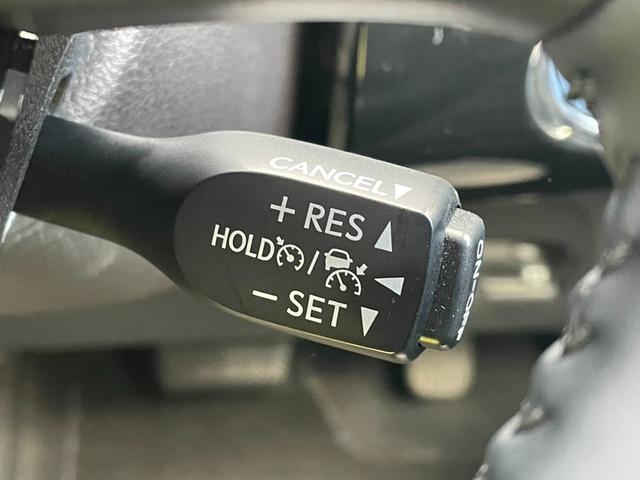 CANCEL▼
+ RES ▲
HOLD / ◀
− SET ▼
ON·OFF